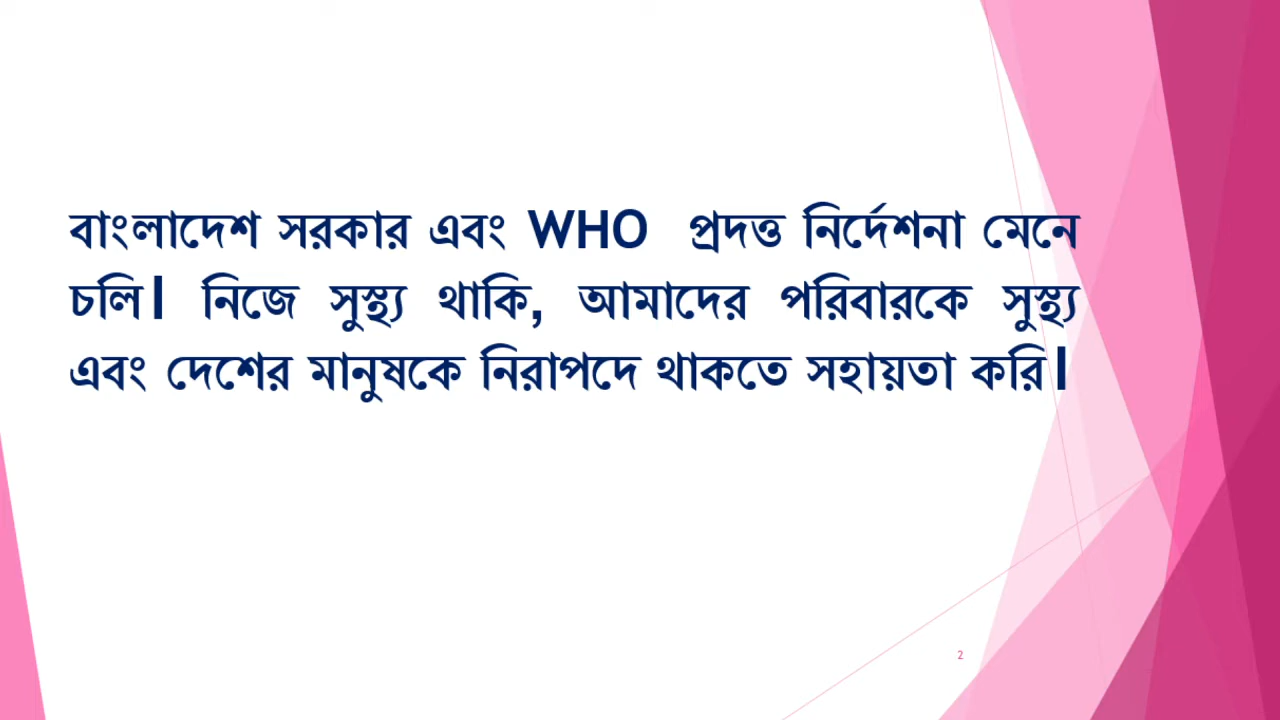 বাংলাদেশ সরকার এবং WHO প্রদত্ত নির্দেশনা মেনে
চলি। নিজে সুস্থ্য থাকি, আমাদের পরিবারকে সুস্থ্য
এবং দেশের মানুষকে নিরাপদে থাকতে সহায়তা করি।
2